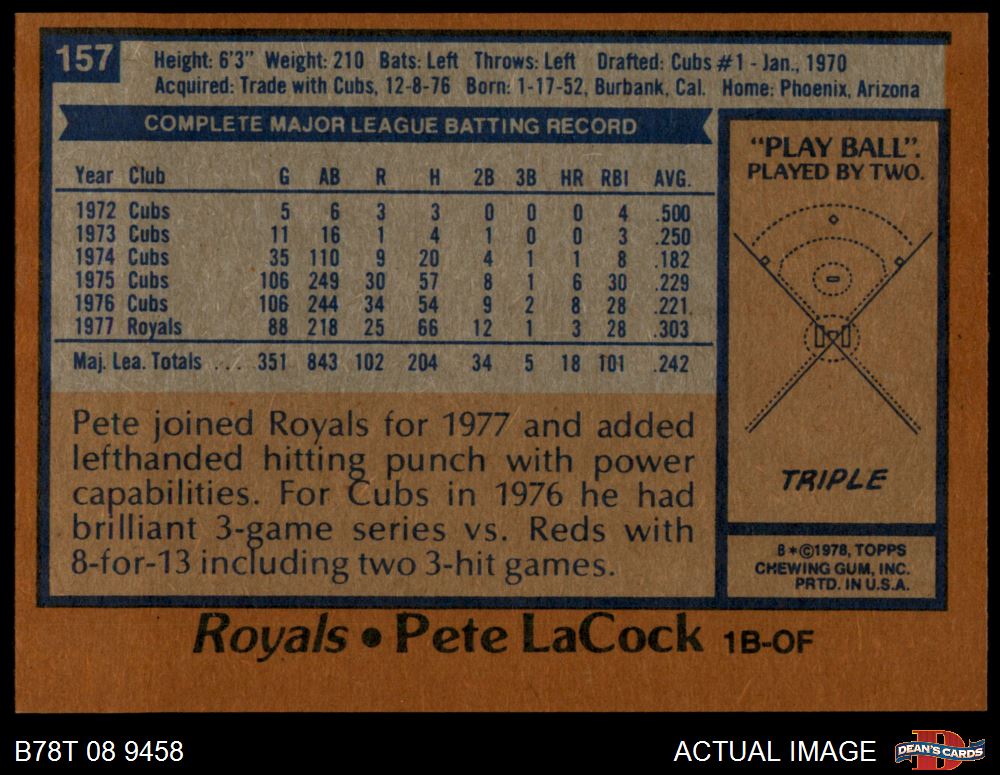 157
Height: 6'3" Weight: 210 Bats: Left Throws: Left Drafted: Cubs #1 - Jan., 1970
Acquired: Trade with Cubs, 12-8-76 Born: 1-17-52, Burbank, Cal. Home: Phoenix, Arizona
COMPLETE MAJOR LEAGUE BATTING RECORD
Year Club G AB R H 2B 3B HR RBI AVG.
1972 Cubs 5 6 3 3 0 0 0 4 .500
1973 Cubs 11 16 1 4 1 0 0 3 .250
1974 Cubs 35 110 9 20 4 1 1 8 .182
1975 Cubs 106 249 30 57 8 1 6 30 .229
1976 Cubs 106 244 34 54 9 2 8 28 .221
1977 Royals 88 218 25 66 12 1 3 28 .303
Maj. Lea. Totals ... 351 843 102 204 34 5 18 101 .242
Pete joined Royals for 1977 and added
lefthanded hitting punch with power
capabilities. For Cubs in 1976 he had
brilliant 3-game series vs. Reds with
8-for-13 including two 3-hit games.
"PLAY BALL".
PLAYED BY TWO.
TRIPLE
B*©1978, TOPPS
CHEWING GUM, INC.
PRTD. IN U.S.A.
Royals • Pete LaCock 1B-OF
B78T 08 9458
ACTUAL IMAGE
D
DEAN'S CARDS